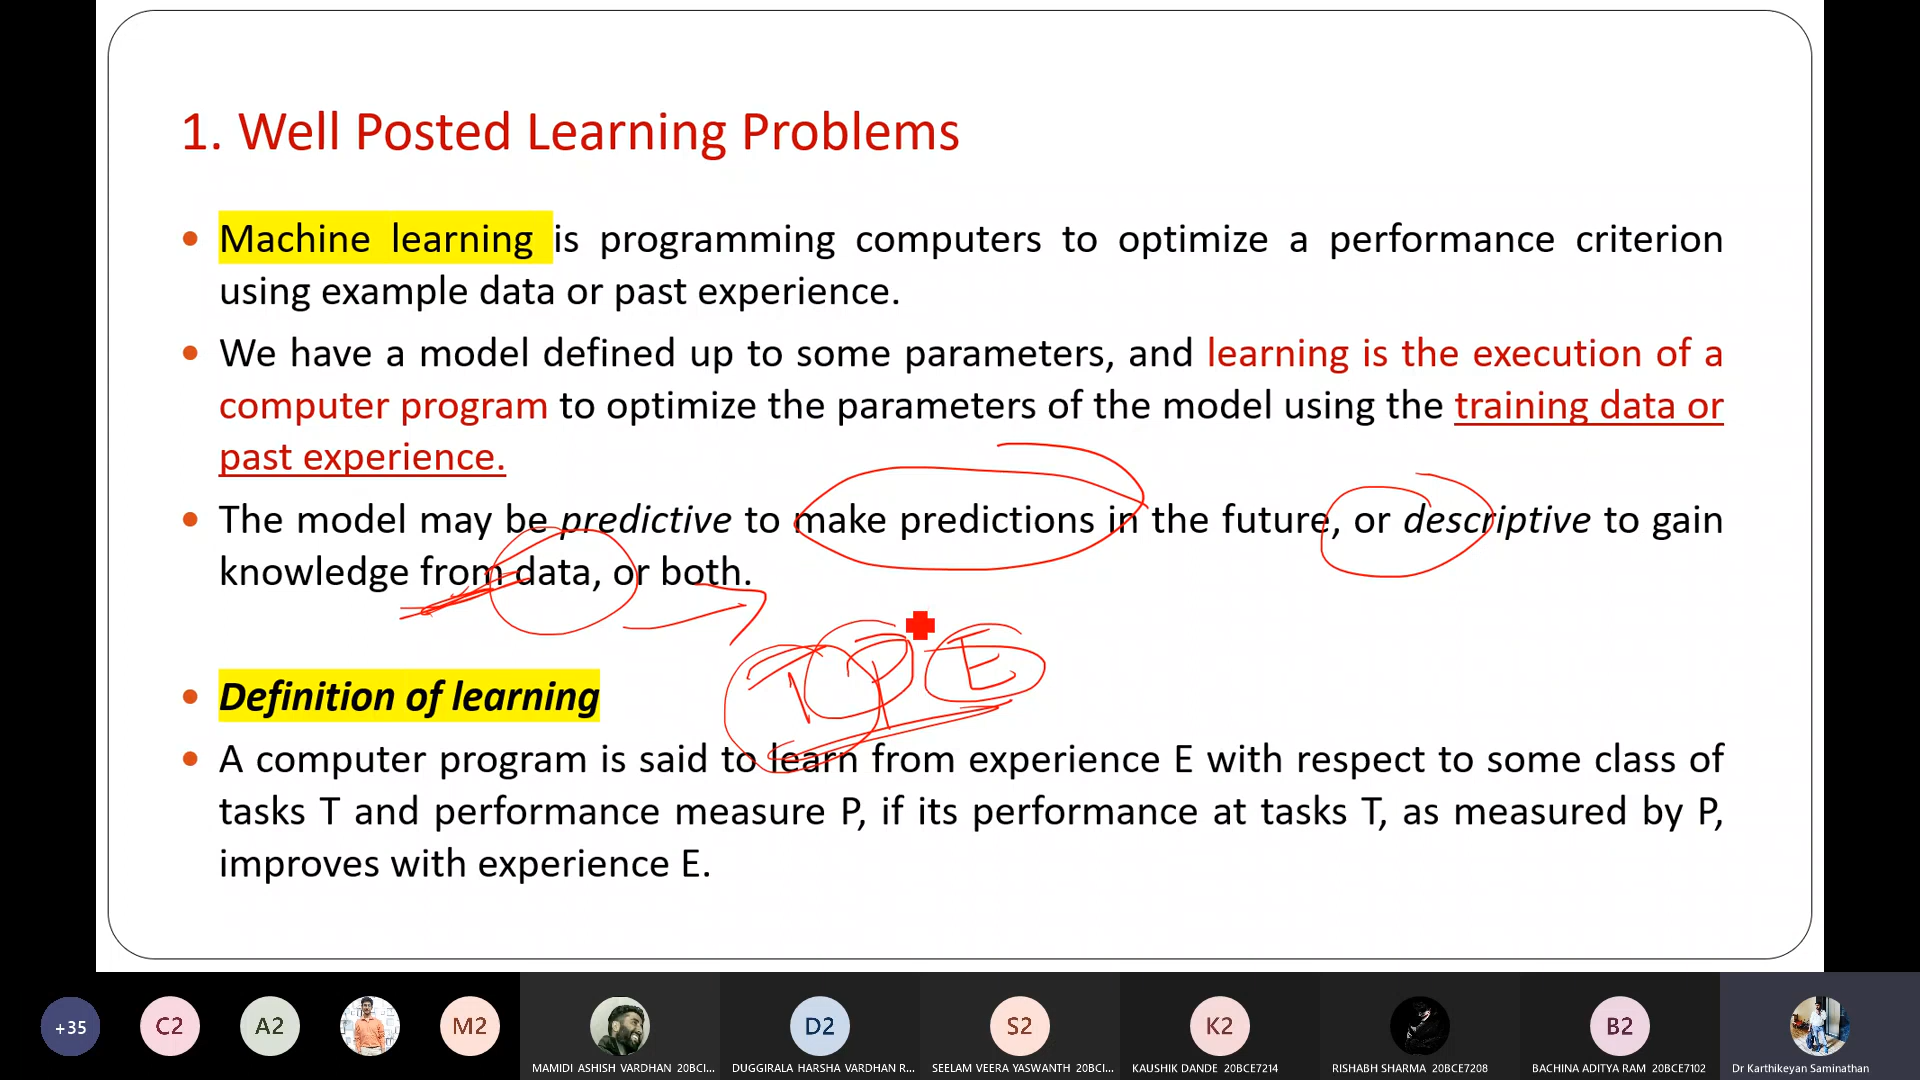 1. Well Posted Learning Problems
Machine learning is programming computers to optimize a performance criterion
using example data or past experience.
We have a model defined up to some parameters, and learning is the execution of a
computer program to optimize the parameters of the model using the training data or
past experience.
The model may be predictive to make predictions in the future, or descriptive to gain
knowledge from data, or both.
T P E
Definition of learning
A computer program is said to learn from experience E with respect to some class of
tasks T and performance measure P, if its performance at tasks T, as measured by P,
improves with experience E.
+35 C2 A2 M2 D2 S2 K2 B2
MAMIDI ASHISH VARDHAN 20BCI... DUGGIRALA HARSHA VARDHAN R... SEELAM VEERA YASWANTH 20BCI... KAUSHIK DANDE 20BCE7214 RISHABH SHARMA 20BCE7208 BACHINA ADITYA RAM 20BCE7102 Dr Karthikeyan Saminathan